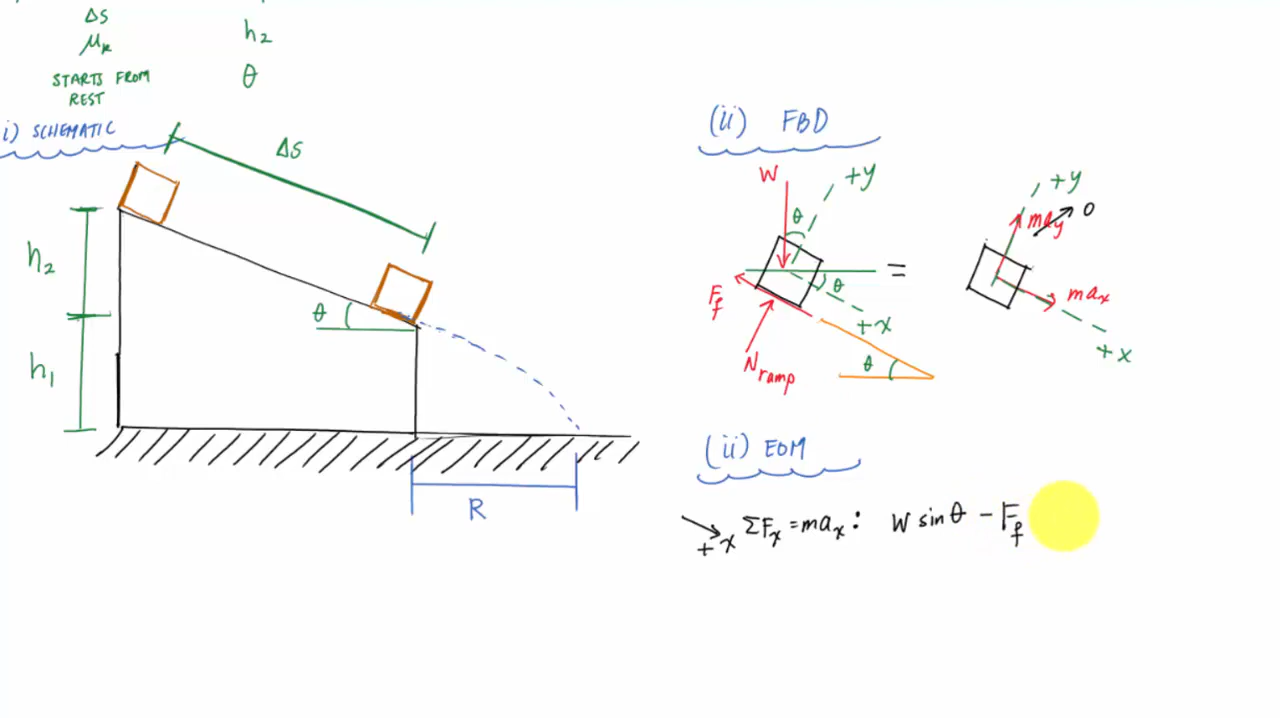 Δs
μk
STARTS FROM
REST
h2
θ
i) SCHEMATIC
Δs
h2
h1
θ
R
(ii) FBD
W
+y
θ
θ
Ff
+x
Nramp
θ
=
+y
may
0
max
+x
(ii) EOM
+x ΣFx = max : W sinθ - Ff